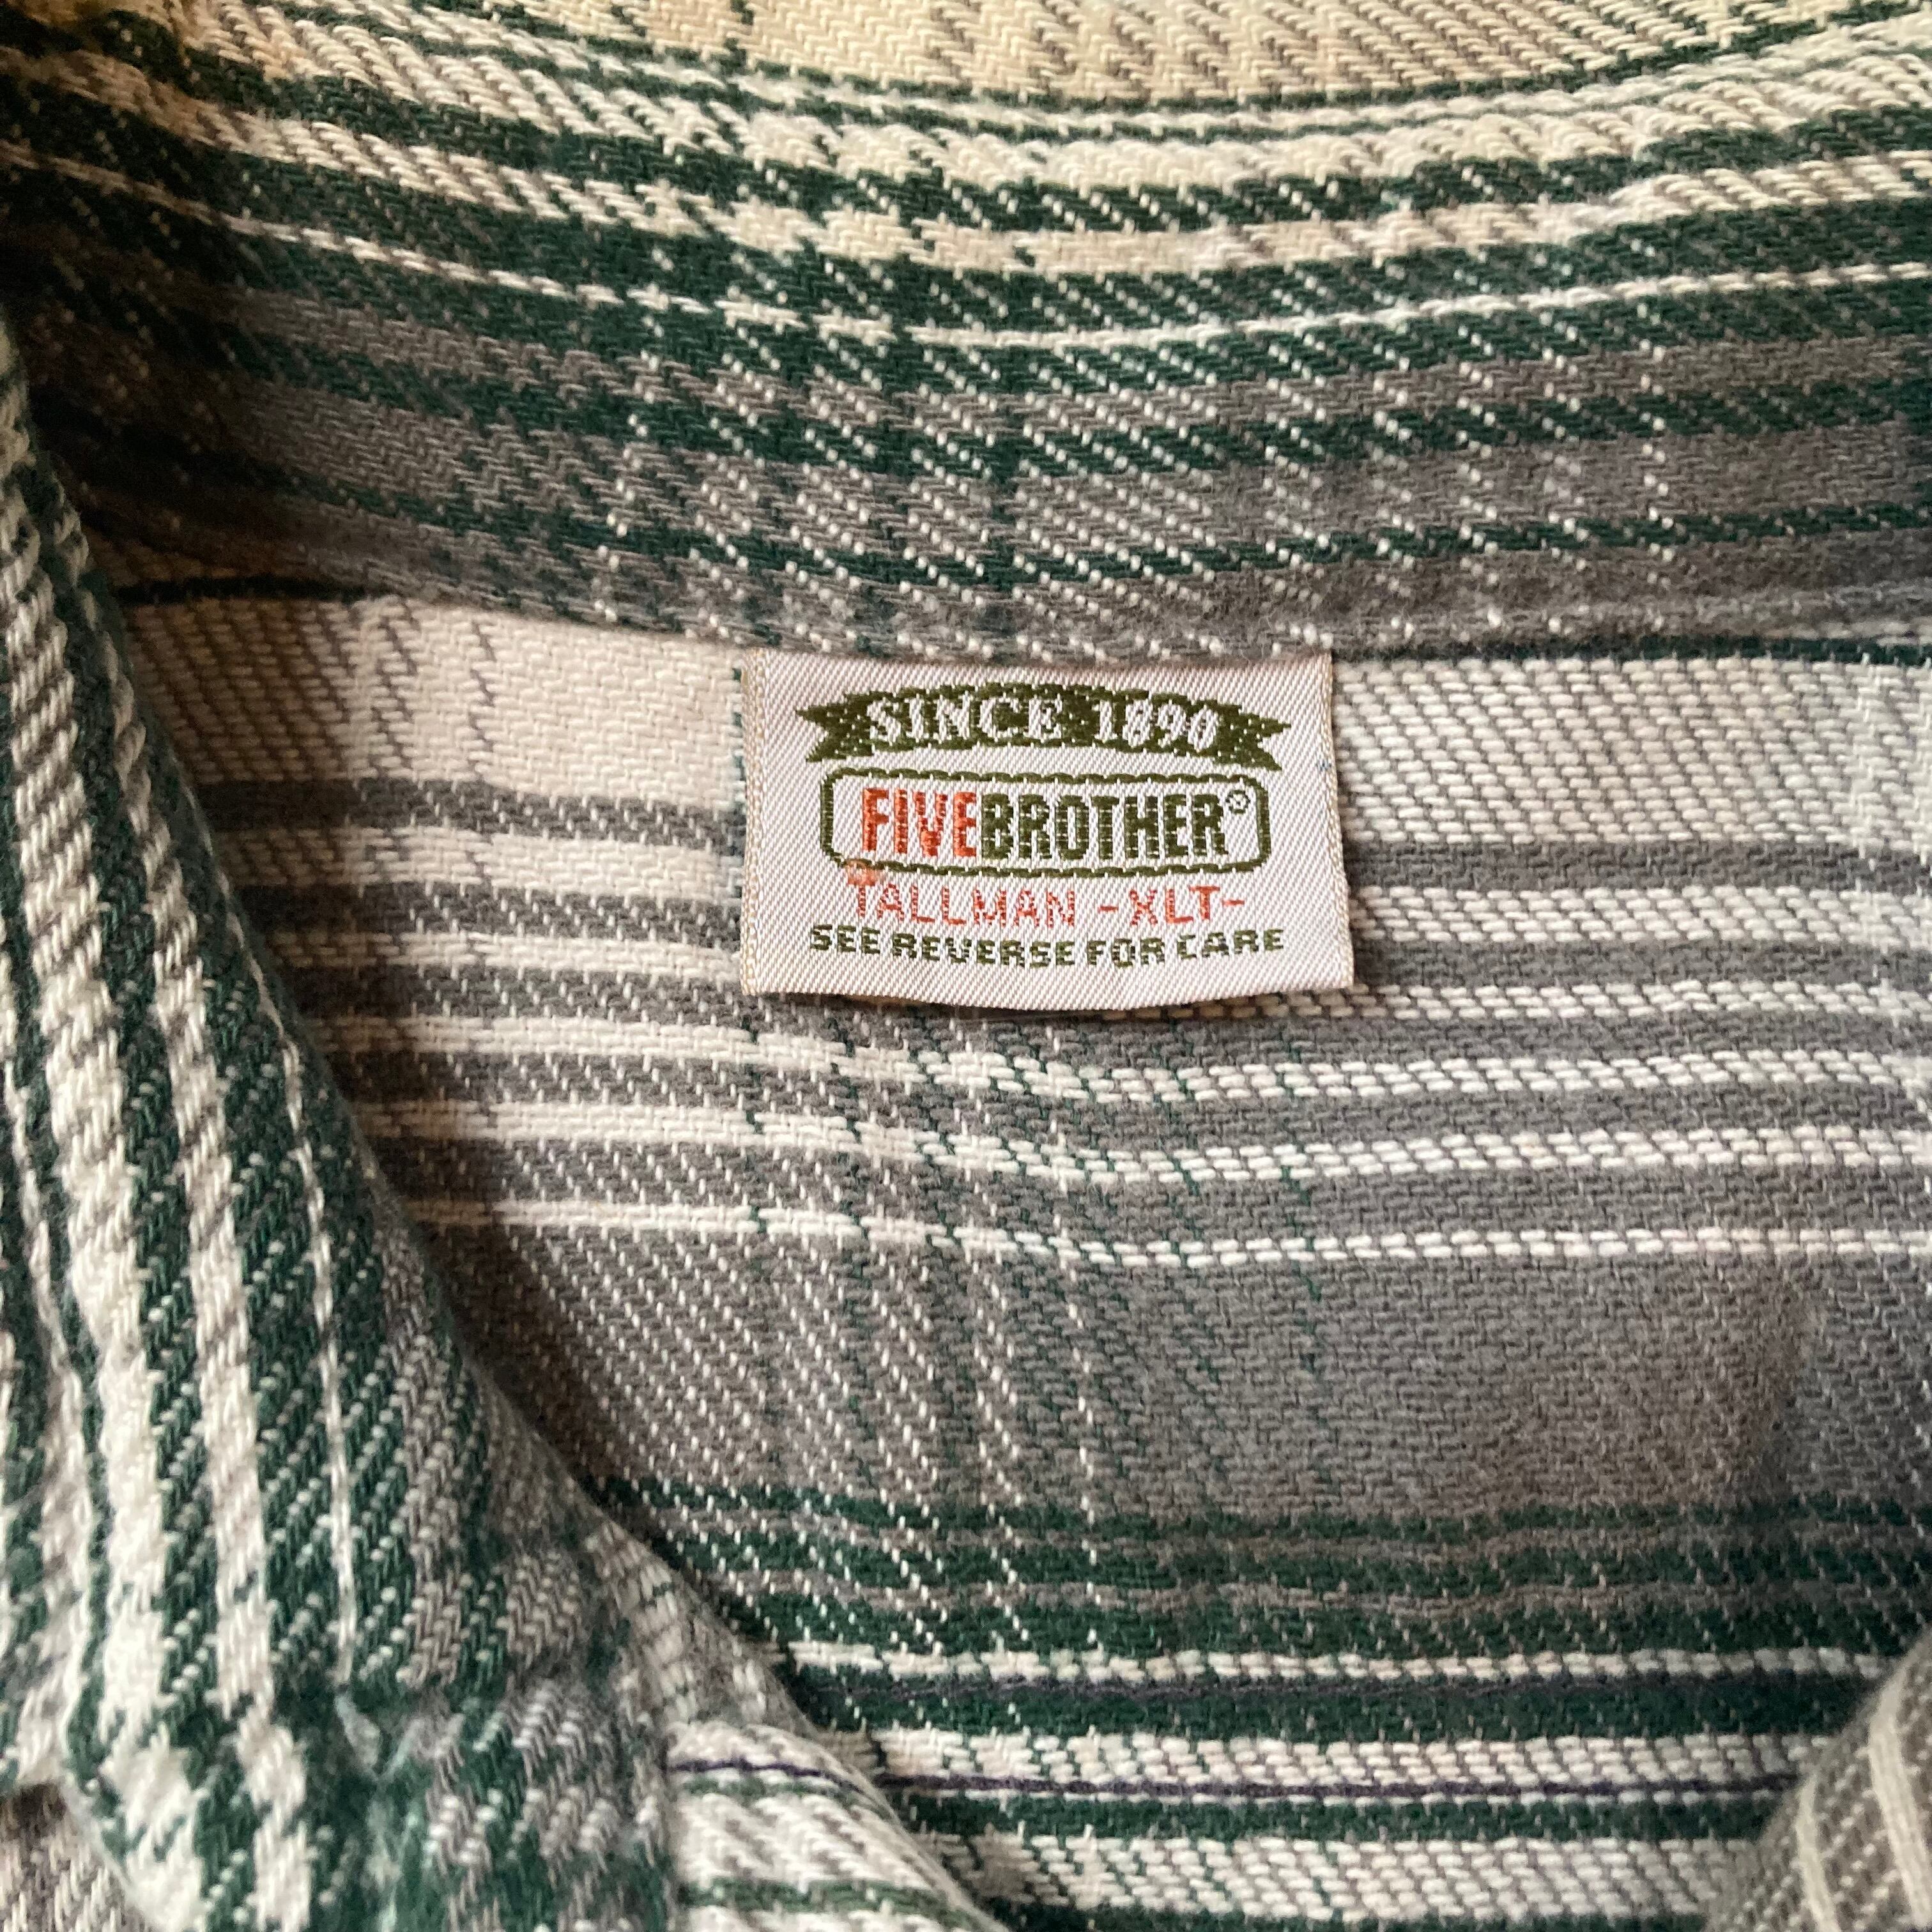 SINCE 1890
FIVEBROTHER®
TALLMAN -XLT-
SEE REVERSE FOR CARE